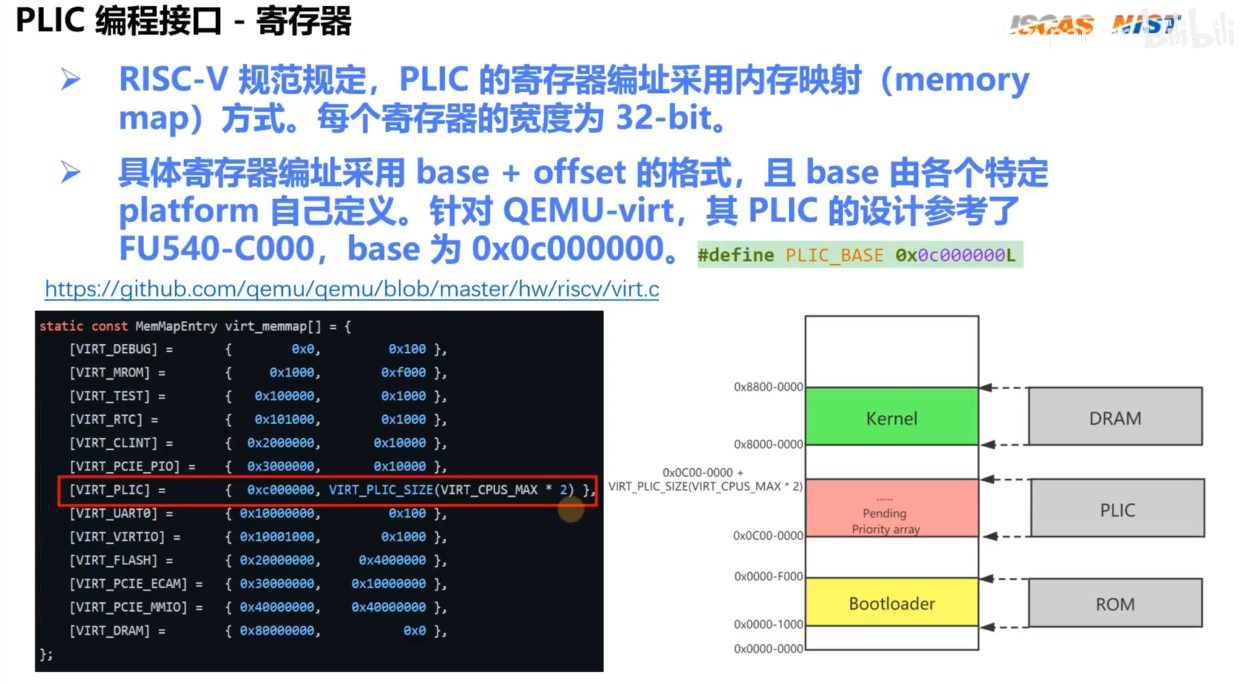 PLIC 编程接口 - 寄存器
ISCAS MIST
bilibili
➢ RISC-V 规范规定，PLIC 的寄存器编址采用内存映射（memory
map）方式。每个寄存器的宽度为 32-bit。
➢ 具体寄存器编址采用 base + offset 的格式，且 base 由各个特定
platform 自己定义。针对 QEMU-virt，其 PLIC 的设计参考了
FU540-C000，base 为 0x0c000000。
#define PLIC_BASE 0x0c000000L
https://github.com/qemu/qemu/blob/master/hw/riscv/virt.c
static const MemMapEntry virt_memmap[] = {
[VIRT_DEBUG] = { 0x0, 0x100 },
[VIRT_MROM] = { 0x1000, 0xf000 },
[VIRT_TEST] = { 0x100000, 0x1000 },
[VIRT_RTC] = { 0x101000, 0x1000 },
[VIRT_CLINT] = { 0x2000000, 0x10000 },
[VIRT_PCIE_PIO] = { 0x3000000, 0x10000 },
[VIRT_PLIC] = { 0xc000000, VIRT_PLIC_SIZE(VIRT_CPUS_MAX * 2) },
[VIRT_UART0] = { 0x10000000, 0x100 },
[VIRT_VIRTIO] = { 0x10001000, 0x1000 },
[VIRT_FLASH] = { 0x20000000, 0x4000000 },
[VIRT_PCIE_ECAM] = { 0x30000000, 0x10000000 },
[VIRT_PCIE_MMIO] = { 0x40000000, 0x40000000 },
[VIRT_DRAM] = { 0x80000000, 0x0 },
};
0x8800-0000
Kernel
DRAM
0x8000-0000
0x0C00-0000 +
VIRT_PLIC_SIZE(VIRT_CPUS_MAX * 2)
......
Pending
Priority array
PLIC
0x0C00-0000
0x0000-F000
Bootloader
ROM
0x0000-1000
0x0000-0000